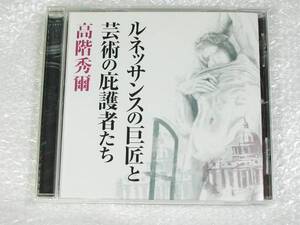 ルネッサンスの巨匠と
芸術の庇護者たち
高階秀爾